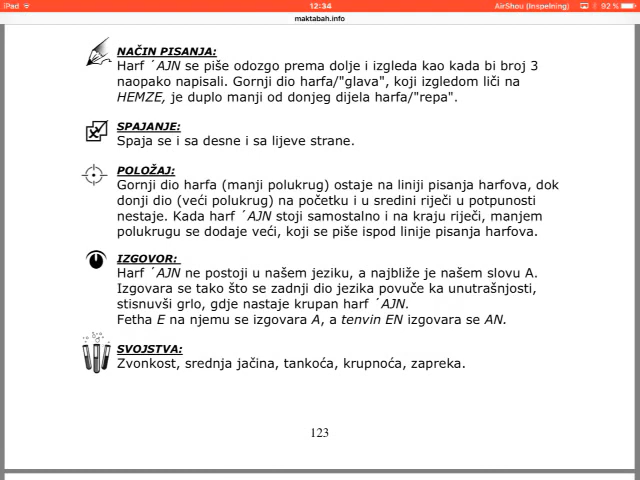 iPad 12:34 AirShou (Inspelning) 92 %
maktabah.info
NAČIN PISANJA:
Harf ´AJN se piše odozgo prema dolje i izgleda kao kada bi broj 3
naopako napisali. Gornji dio harfa/"glava", koji izgledom liči na
HEMZE, je duplo manji od donjeg dijela harfa/"repa".
SPAJANJE:
Spaja se i sa desne i sa lijeve strane.
POLOŽAJ:
Gornji dio harfa (manji polukrug) ostaje na liniji pisanja harfova, dok
donji dio (veći polukrug) na početku i u sredini riječi u potpunosti
nestaje. Kada harf ´AJN stoji samostalno i na kraju riječi, manjem
polukrugu se dodaje veći, koji se piše ispod linije pisanja harfova.
IZGOVOR:
Harf ´AJN ne postoji u našem jeziku, a najbliže je našem slovu A.
Izgovara se tako što se zadnji dio jezika povuče ka unutrašnjosti,
stisnuvši grlo, gdje nastaje krupan harf ´AJN.
Fetha E na njemu se izgovara A, a tenvin EN izgovara se AN.
SVOJSTVA:
Zvonkost, srednja jačina, tankoća, krupnoća, zapreka.
123